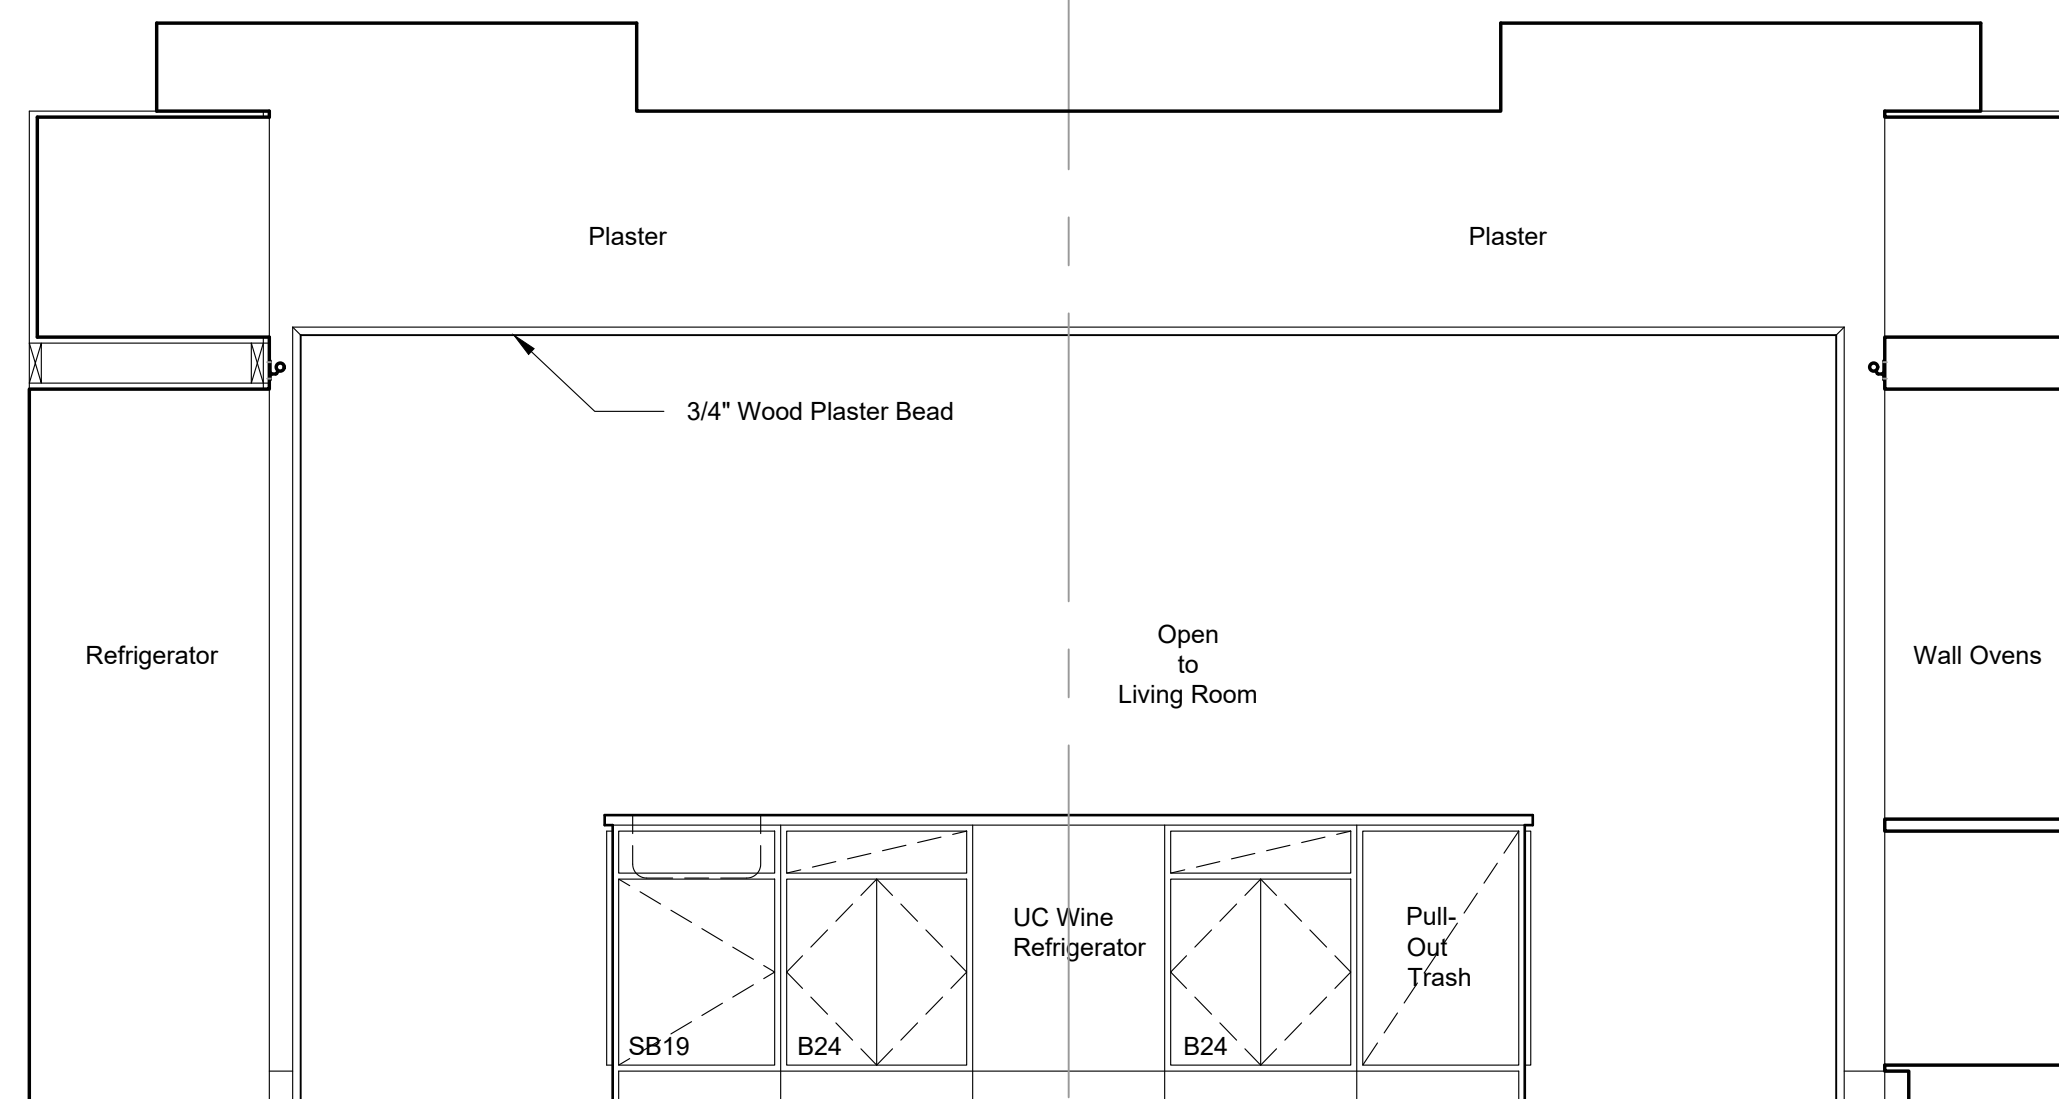 Plaster
Plaster
3/4" Wood Plaster Bead
Refrigerator
Open
to
Living Room
Wall Ovens
UC Wine
Refrigerator
Pull-
Out
Trash
SB19
B24
B24